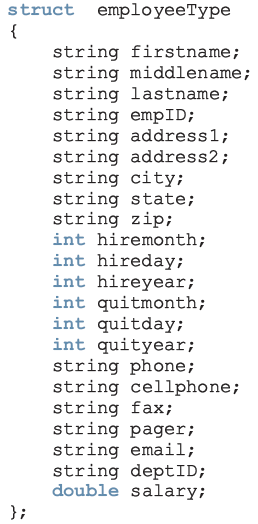 struct employeeType
{
string firstname;
string middlename;
string lastname;
string empID;
string address1;
string address2;
string city;
string state;
string zip;
int hiremonth;
int hireday;
int hireyear;
int quitmonth;
int quitday;
int quityear;
string phone;
string cellphone;
string fax;
string pager;
string email;
string deptID;
double salary;
};